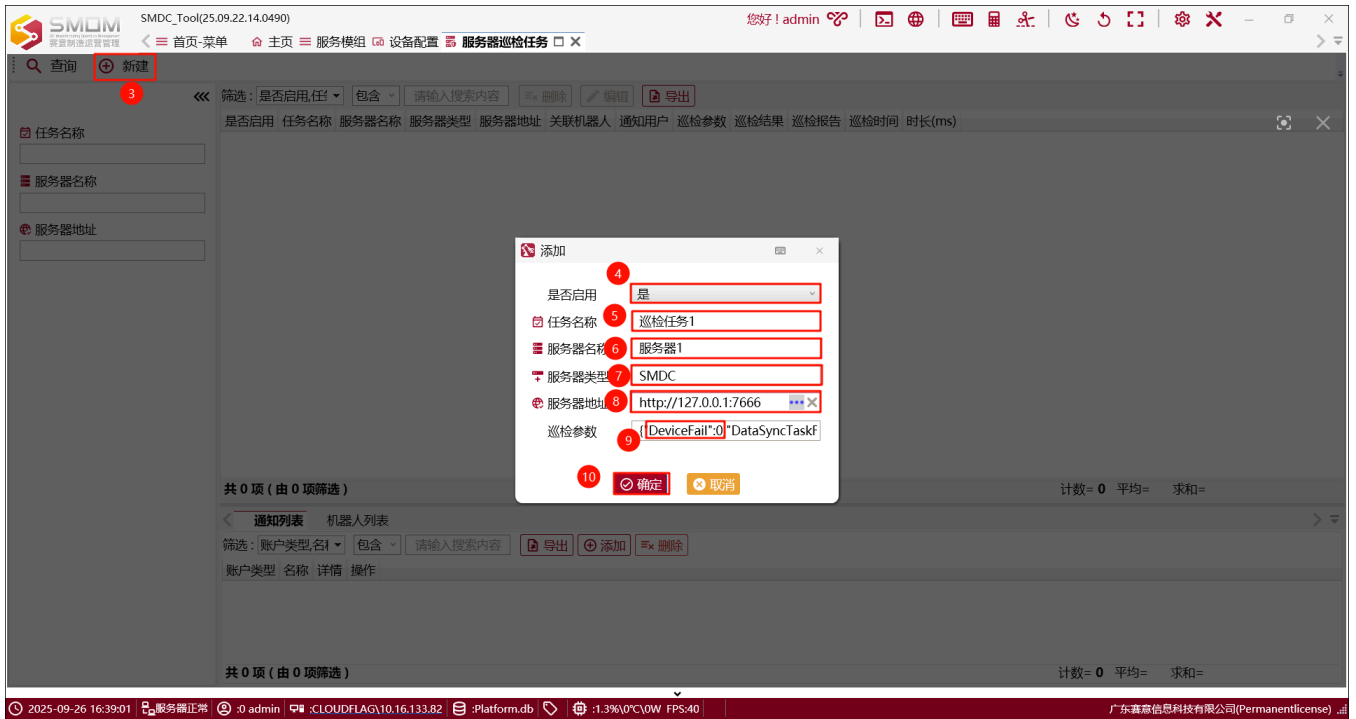 SMOM
赛意制造运营管理
SMDC_Tool(25.09.22.14.0490)
您好！admin
首页-菜单 主页 服务模组 设备配置 服务器巡检任务
查询 新建
3
筛选: 是否启用,任务 包含 请输入搜索内容 删除 编辑 导出
是否启用 任务名称 服务器名称 服务器类型 服务器地址 关联机器人 通知用户 巡检参数 巡检结果 巡检报告 巡检时间 时长(ms)
任务名称
服务器名称
服务器地址
添加
4
是否启用 是
任务名称 5 巡检任务1
服务器名称 6 服务器1
服务器类型 7 SMDC
服务器地址 8 http://127.0.0.1:7666
巡检参数 9 {"DeviceFail":0,"DataSyncTaskF
10 确定 取消
共 0 项 ( 由 0 项筛选 ) 计数= 0 平均= 求和=
通知列表 机器人列表
筛选: 账户类型,名称 包含 请输入搜索内容 导出 添加 删除
账户类型 名称 详情 操作
共 0 项 ( 由 0 项筛选 ) 计数= 0 平均= 求和=
2025-09-26 16:39:01 服务器正常 :0 admin :CLOUDFLAG\10.16.133.82 :Platform.db :1.3%\0℃\0W FPS:40 广东赛意信息科技有限公司(Permanentlicense)